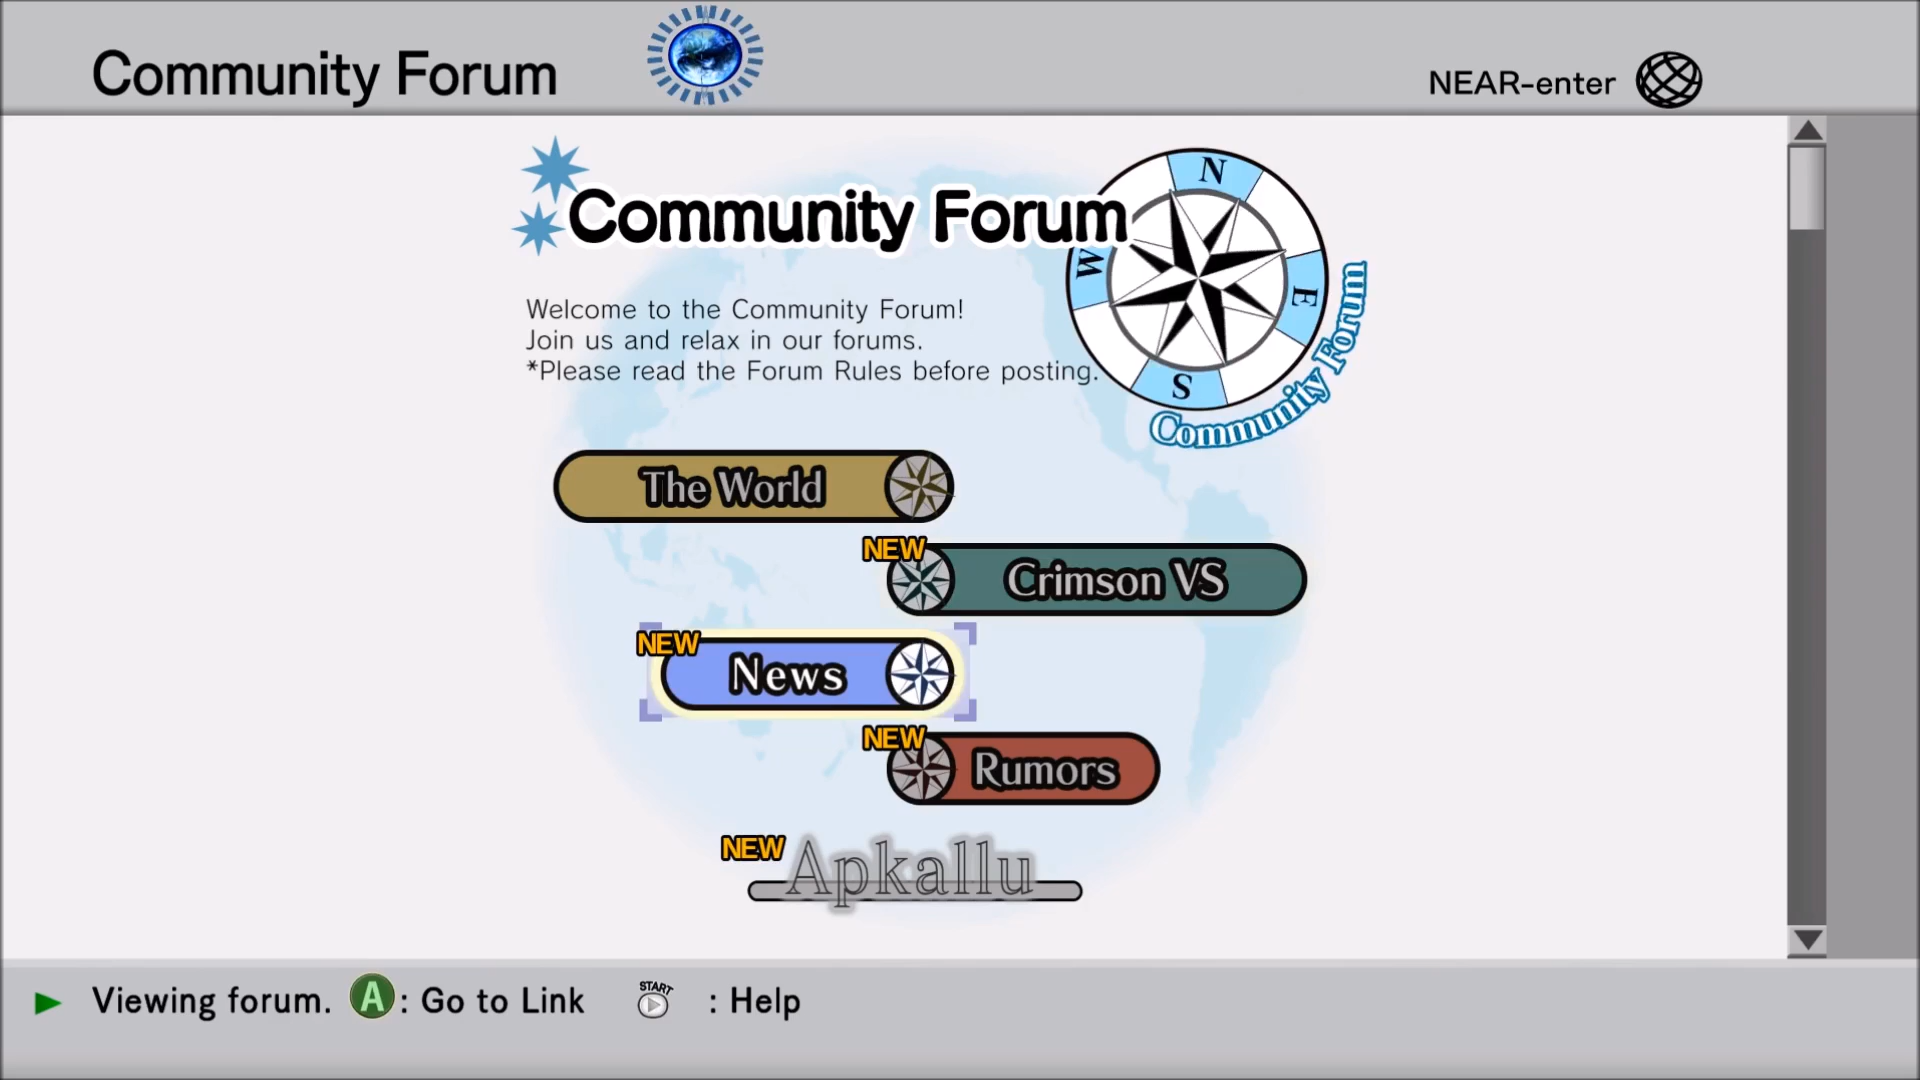 Community Forum
NEAR-enter
Community Forum
N
W
E
S
Community Forum
Welcome to the Community Forum!
Join us and relax in our forums.
*Please read the Forum Rules before posting.
The World
NEW
Crimson VS
NEW
News
NEW
Rumors
NEW
Apkallu
Viewing forum. A : Go to Link START : Help